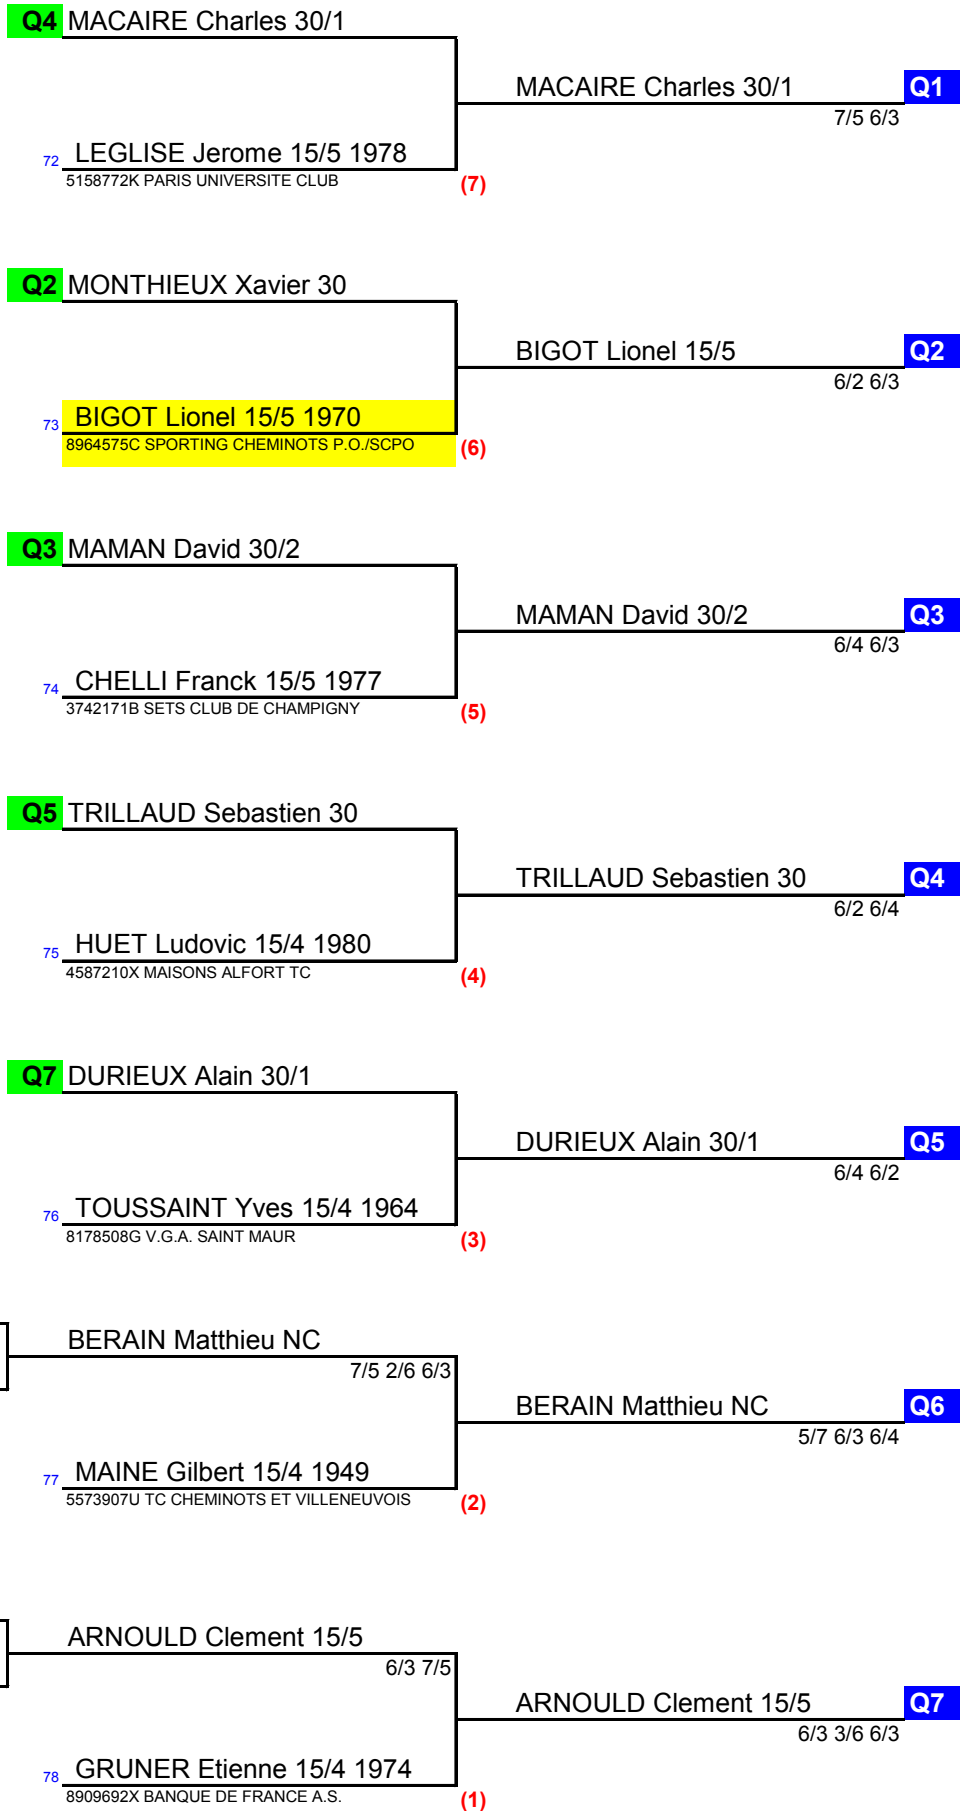 Q4 MACAIRE Charles 30/1
MACAIRE Charles 30/1 Q1
7/5 6/3
72 LEGLISE Jerome 15/5 1978
5158772K PARIS UNIVERSITE CLUB (7)
Q2 MONTHIEUX Xavier 30
BIGOT Lionel 15/5 Q2
6/2 6/3
73 BIGOT Lionel 15/5 1970
8964575C SPORTING CHEMINOTS P.O./SCPO (6)
Q3 MAMAN David 30/2
MAMAN David 30/2 Q3
6/4 6/3
74 CHELLI Franck 15/5 1977
3742171B SETS CLUB DE CHAMPIGNY (5)
Q5 TRILLAUD Sebastien 30
TRILLAUD Sebastien 30 Q4
6/2 6/4
75 HUET Ludovic 15/4 1980
4587210X MAISONS ALFORT TC (4)
Q7 DURIEUX Alain 30/1
DURIEUX Alain 30/1 Q5
6/4 6/2
76 TOUSSAINT Yves 15/4 1964
8178508G V.G.A. SAINT MAUR (3)
BERAIN Matthieu NC
7/5 2/6 6/3
BERAIN Matthieu NC Q6
5/7 6/3 6/4
77 MAINE Gilbert 15/4 1949
5573907U TC CHEMINOTS ET VILLENEUVOIS (2)
ARNOULD Clement 15/5
6/3 7/5
ARNOULD Clement 15/5 Q7
6/3 3/6 6/3
78 GRUNER Etienne 15/4 1974
8909692X BANQUE DE FRANCE A.S. (1)